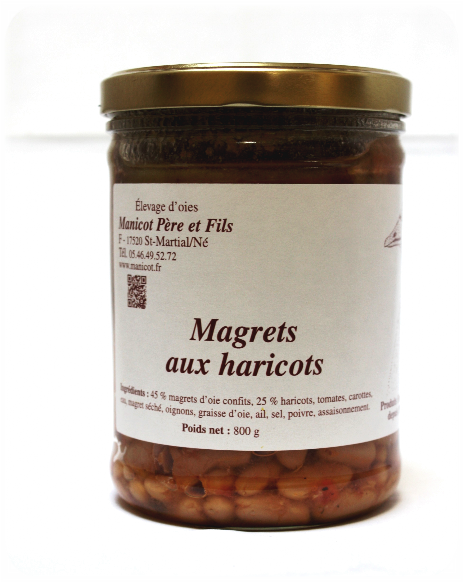 Élevage d'oies
Manicot Père et Fils
F - 17520 St-Martial/Né
Tél. 05.46.49.52.72
www.manicot.fr
Magrets
aux haricots
Ingrédients : 45 % magrets d'oie confits, 25 % haricots, tomates, carottes,
eau, magret séché, oignons, graisse d'oie, ail, sel, poivre, assaisonnement.
Poids net : 800 g